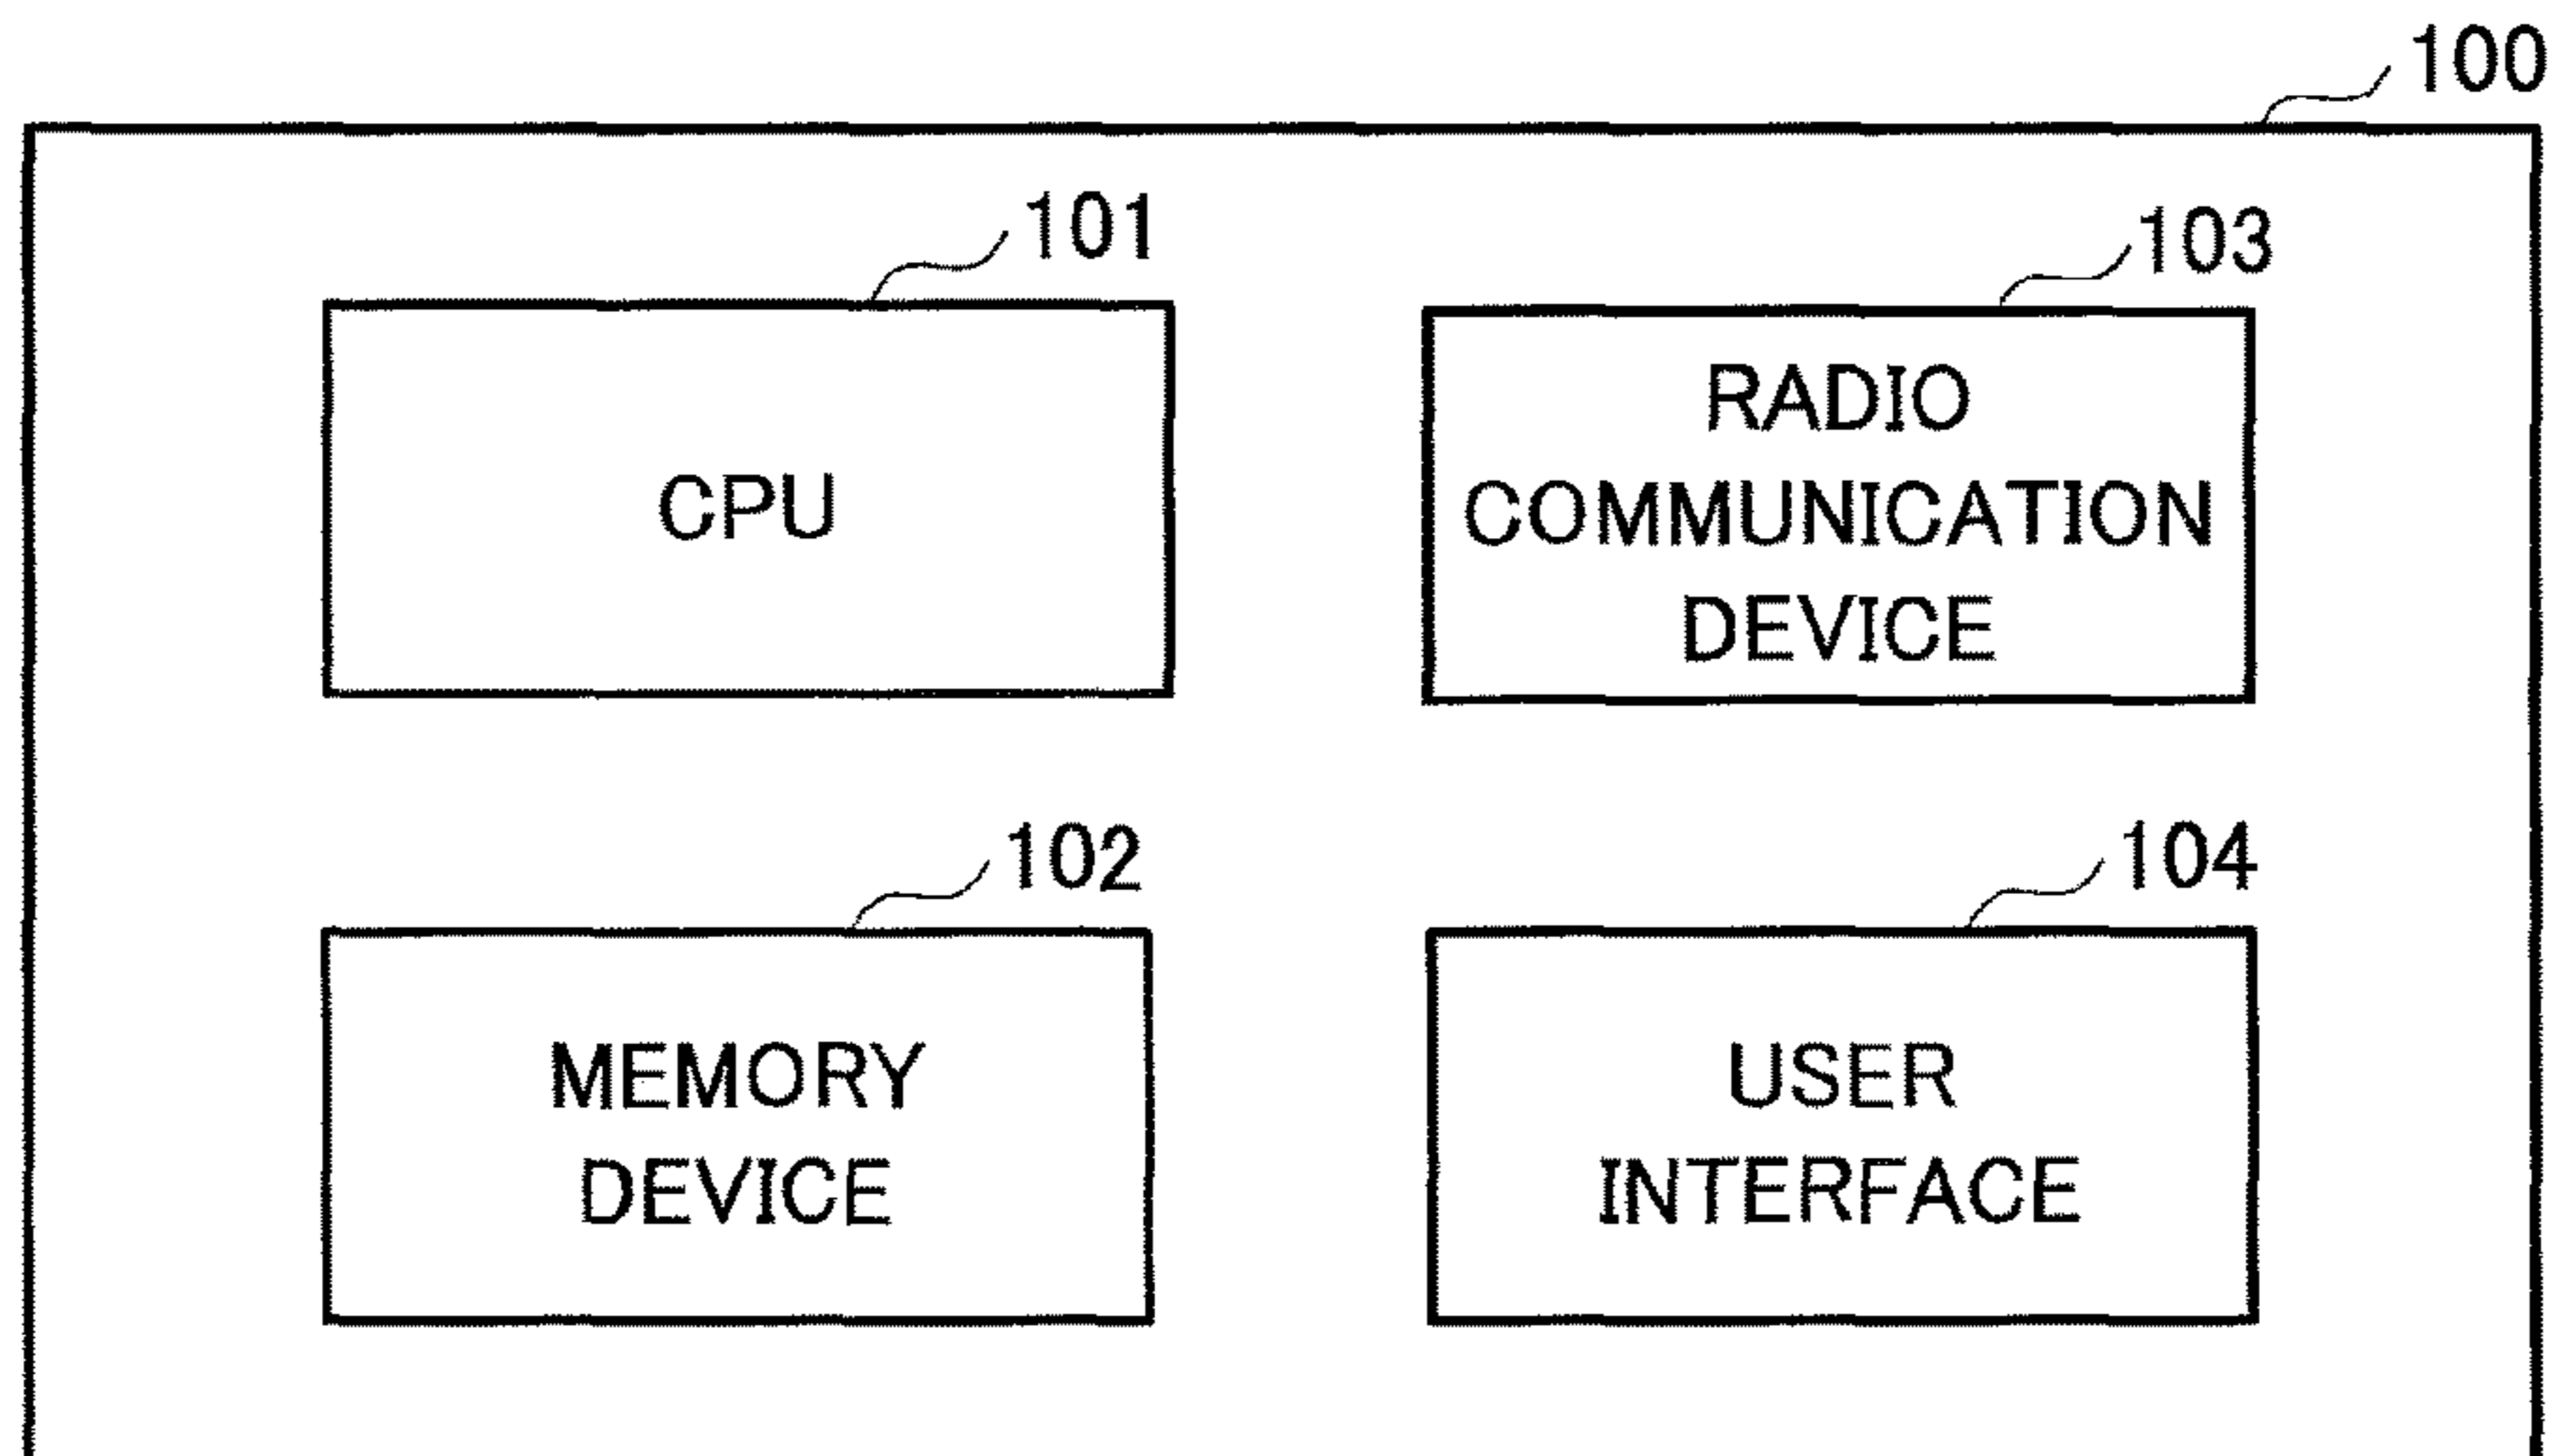 100
101
CPU
103
RADIO
COMMUNICATION
DEVICE
102
MEMORY
DEVICE
104
USER
INTERFACE